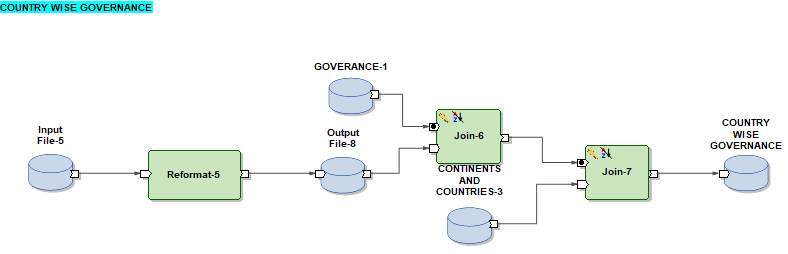 COUNTRY WISE GOVERNANCE
GOVERANCE-1
Input
File-5
Reformat-5
Output
File-8
Join-6
CONTINENTS
AND
COUNTRIES-3
Join-7
COUNTRY
WISE
GOVERNANCE